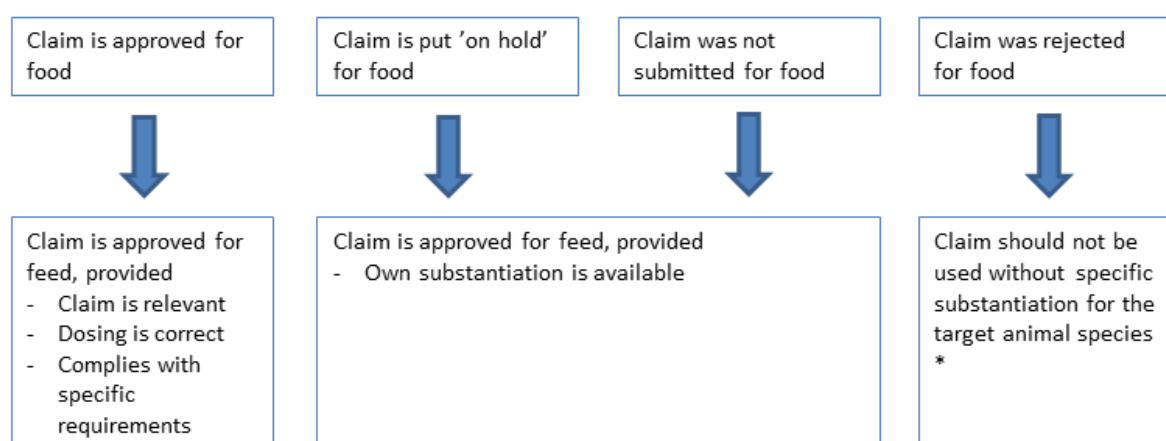 Claim is approved for
food
Claim is put ’on hold’
for food
Claim was not
submitted for food
Claim was rejected
for food
Claim is approved for
feed, provided
- Claim is relevant
- Dosing is correct
- Complies with
specific
requirements
Claim is approved for feed, provided
- Own substantiation is available
Claim should not be
used without specific
substantiation for the
target animal species
*